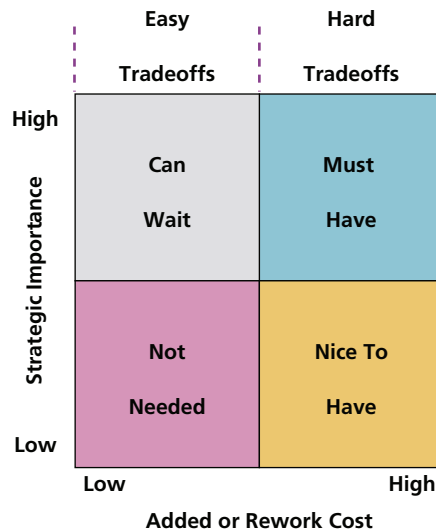 Easy Hard
Tradeoffs Tradeoffs
High
Can Must
Wait Have
Strategic Importance
Not Nice To
Needed Have
Low
Low High
Added or Rework Cost